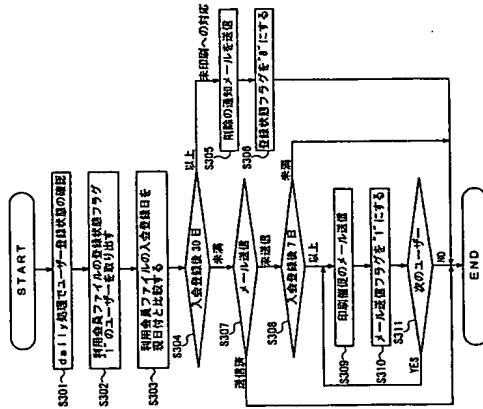 START
S301
daily処理でユーザー登録状態の確認
S302
利用会員ファイルの登録状態フラグ
"1"のユーザーを取り出す
S303
利用会員ファイルの入会登録日を
現日付と比較する
S304
入会登録後30日
以上
未満
未印刷への対応
S305
削除の通知メールを送信
S306
登録状態フラグを"8"にする
S307
メール送信
送信済
未送信
S308
入会登録後7日
未満
以上
S309
印刷催促のメール送信
S310
メール送信フラグを"1"にする
S311
次のユーザー
YES
NO
END